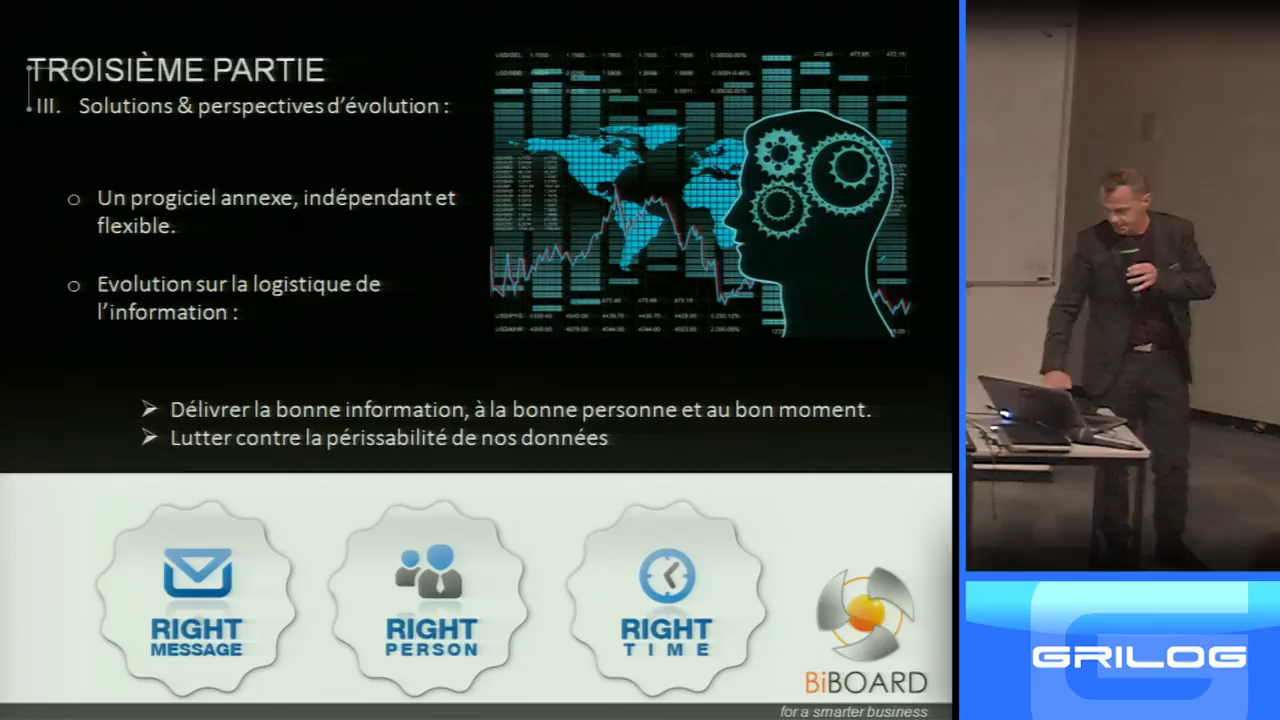 TROISIÈME PARTIE
III. Solutions & perspectives d'évolution :
o Un progiciel annexe, indépendant et
flexible.
o Evolution sur la logistique de
l'information :
➢ Délivrer la bonne information, à la bonne personne et au bon moment.
➢ Lutter contre la périssabilité de nos données
RIGHT
MESSAGE
RIGHT
PERSON
RIGHT
TIME
BiBOARD
for a smarter business
GRILOG